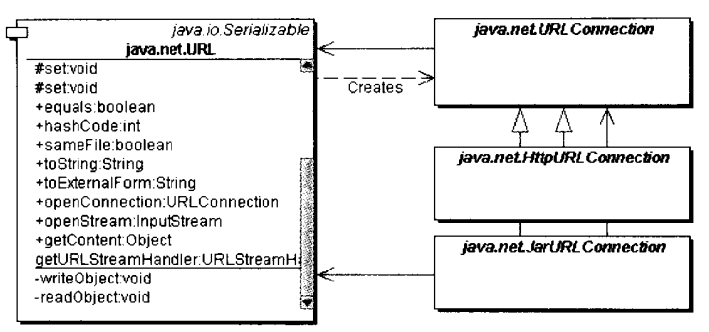 java.io.Serializable
java.net.URL
#set:void
#set:void
+equals:boolean
+hashCode:int
+sameFile:boolean
+toString:String
+toExternalForm:String
+openConnection:URLConnection
+openStream:InputStream
+getContent:Object
getURLStreamHandler:URLStreamHa
-writeObject:void
-readObject:void
Creates
java.net.URLConnection
java.net.HttpURLConnection
java.net.JarURLConnection